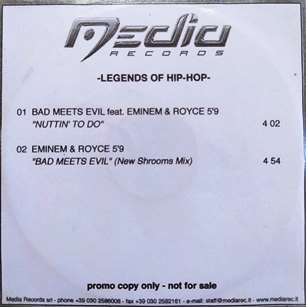 Media
RECORDS
-LEGENDS OF HIP-HOP-
01 BAD MEETS EVIL feat. EMINEM & ROYCE 5'9
"NUTTIN' TO DO" 4 02
02 EMINEM & ROYCE 5'9
"BAD MEETS EVIL" (New Shrooms Mix) 4 54
promo copy only - not for sale
Media Records srl - phone +39 030 2586008 - fax +39 030 2582161 - e-mail: staff@mediarec.it - www.mediarec.it